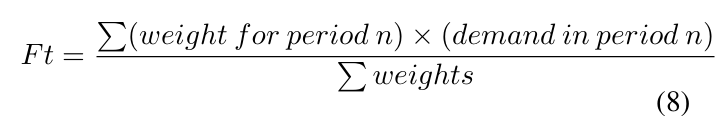 Ft = ∑(weight for period n) × (demand in period n)
∑ weights
(8)